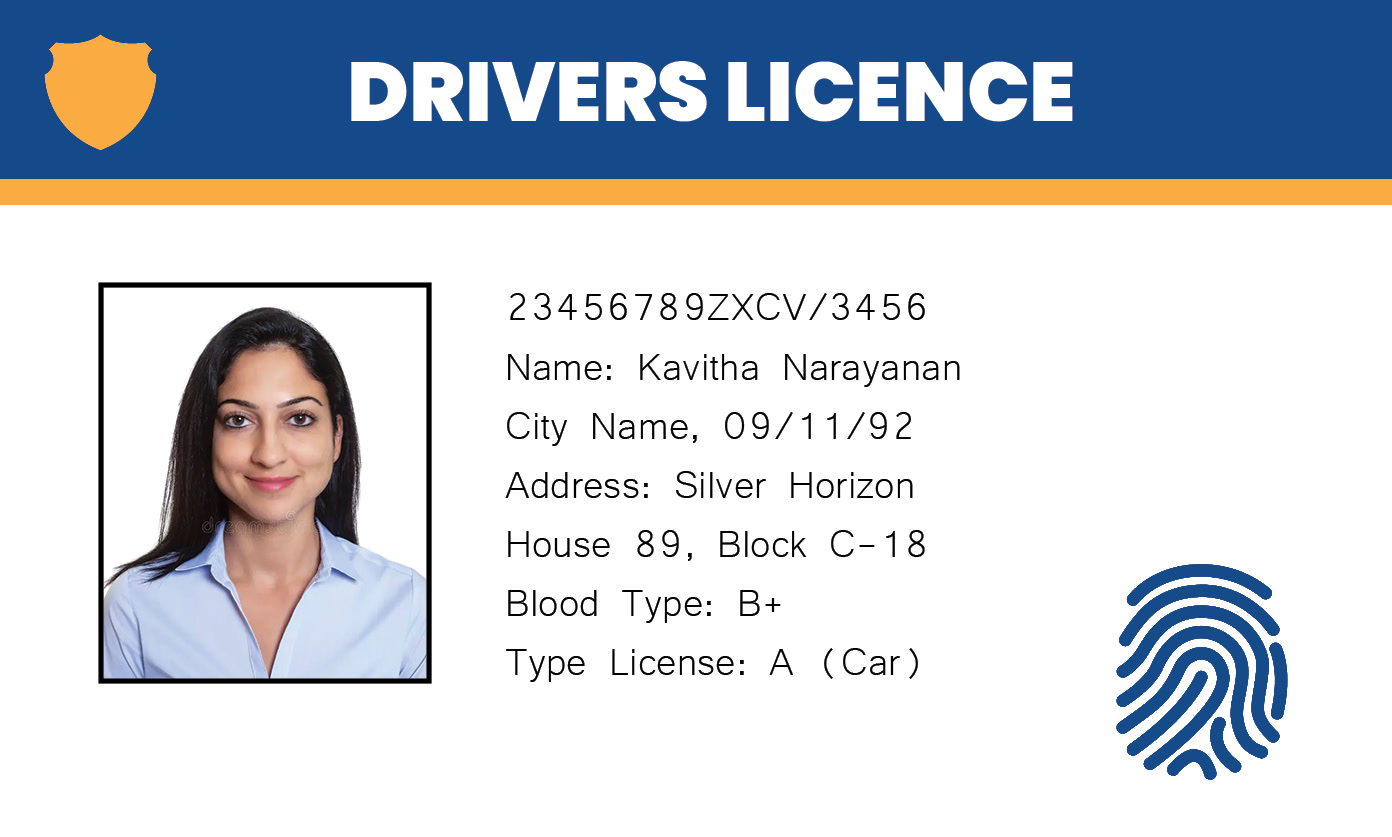 DRIVERS LICENCE
23456789ZXCV/3456
Name: Kavitha Narayanan
City Name, 09/11/92
Address: Silver Horizon
House 89, Block C-18
Blood Type: B+
Type License: A (Car)